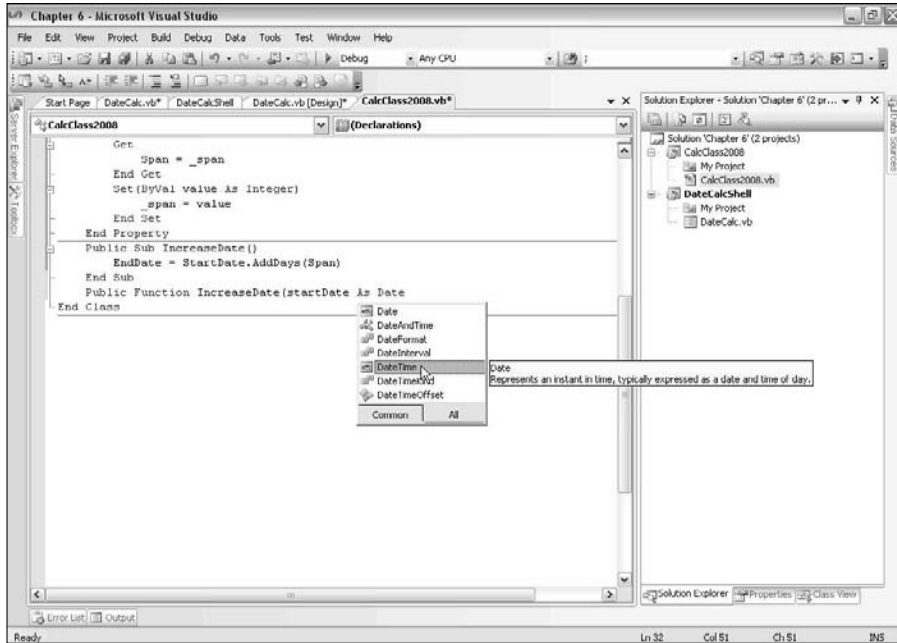 Chapter 6 - Microsoft Visual Studio
File Edit View Project Build Debug Data Tools Test Window Help
Debug Any CPU
Start Page DateCalc.vb* DateCalcShell DateCalc.vb [Design]* CalcClass2008.vb*
CalcClass2008 (Declarations)
Get
Span = _span
End Get
Set(ByVal value As Integer)
_span = value
End Set
End Property
Public Sub IncreaseDate()
EndDate = StartDate.AddDays(Span)
End Sub
Public Function IncreaseDate(startDate As Date
End Class
Date
DateAndTime
DateFormat
DateInterval
DateTime
DateTimeKind
DateTimeOffset
Common All
Date
Represents an instant in time, typically expressed as a date and time of day.
Server Explorer
Toolbox
Solution Explorer - Solution 'Chapter 6' (2 pr...
Solution 'Chapter 6' (2 projects)
CalcClass2008
My Project
CalcClass2008.vb
DateCalcShell
My Project
DateCalc.vb
Data Sources
Solution Explorer Properties Class View
Error List Output
Ready Ln 32 Col 51 Ch 51 INS